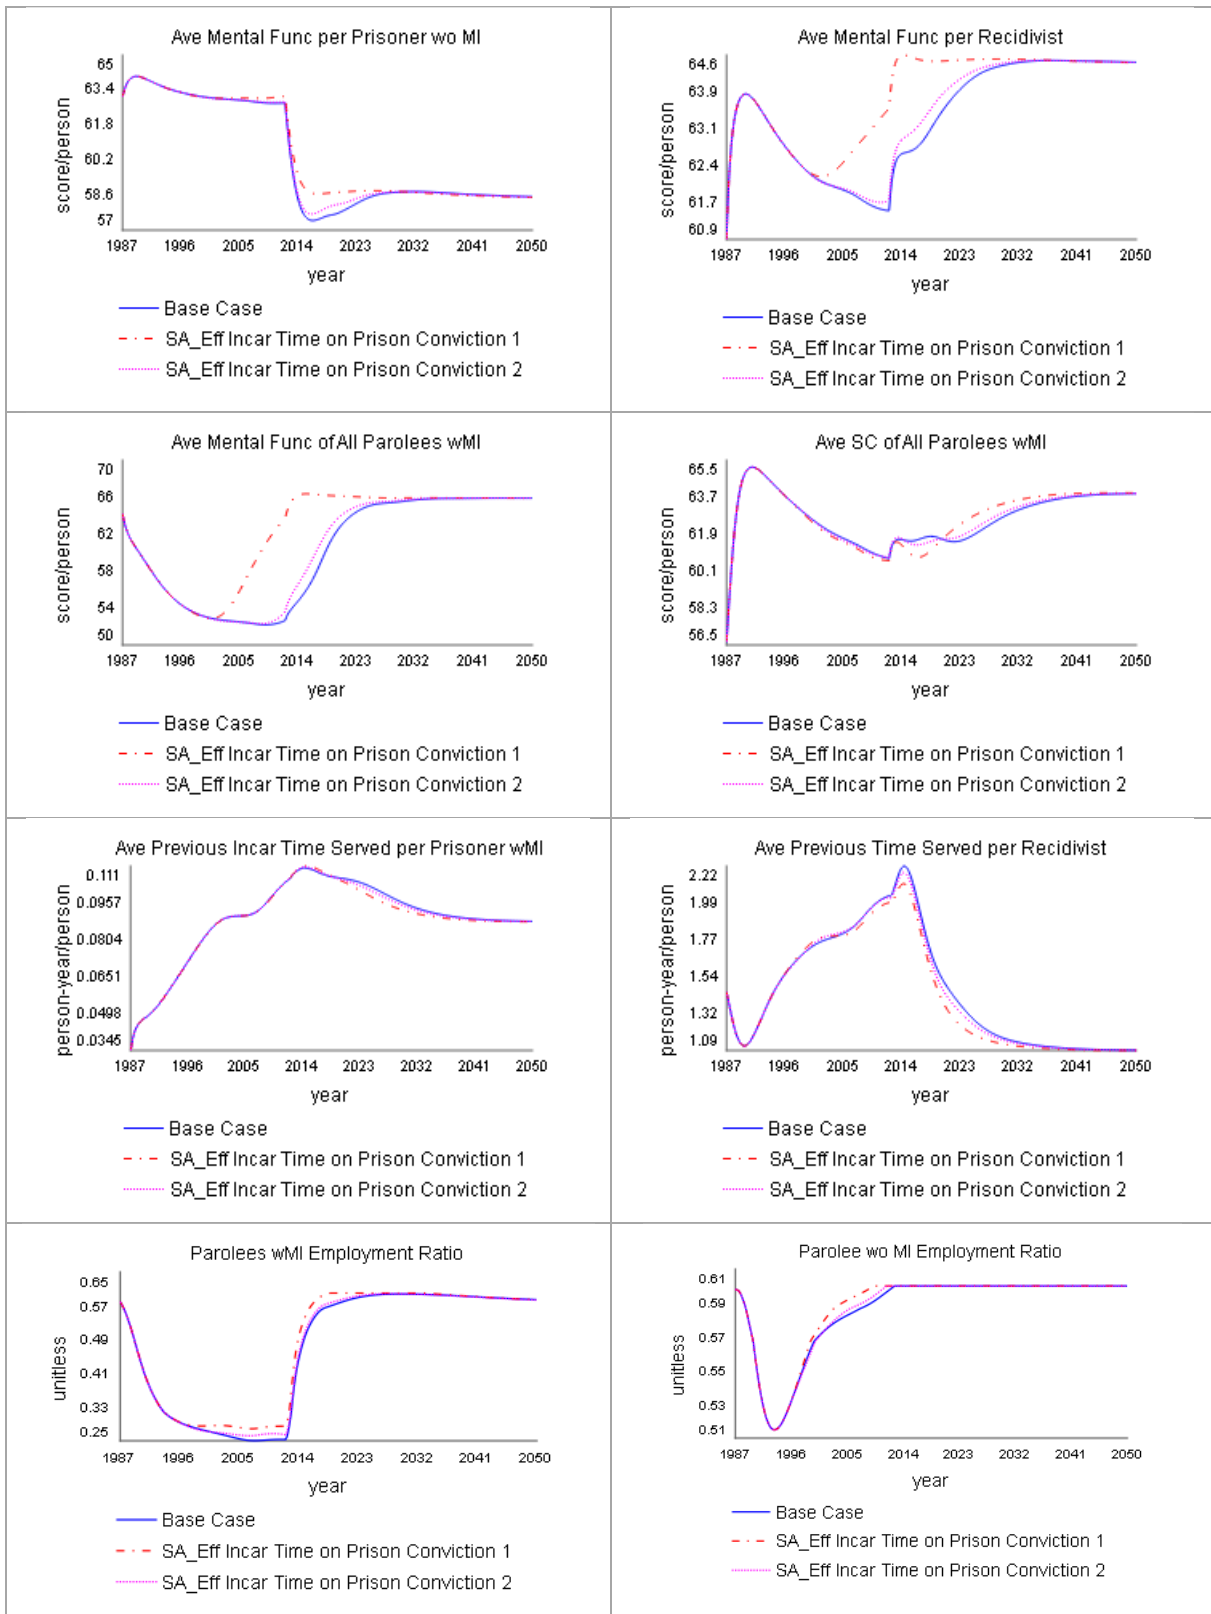 Ave Mental Func per Prisoner wo MI
65
63.4
61.8
60.2
58.6
57
score/person
1987 1996 2005 2014 2023 2032 2041 2050
year
Base Case
SA_Eff Incar Time on Prison Conviction 1
SA_Eff Incar Time on Prison Conviction 2
Ave Mental Func per Recidivist
64.6
63.9
63.1
62.4
61.7
60.9
score/person
1987 1996 2005 2014 2023 2032 2041 2050
year
Base Case
SA_Eff Incar Time on Prison Conviction 1
SA_Eff Incar Time on Prison Conviction 2
Ave Mental Func of All Parolees wMI
70
66
62
58
54
50
score/person
1987 1996 2005 2014 2023 2032 2041 2050
year
Base Case
SA_Eff Incar Time on Prison Conviction 1
SA_Eff Incar Time on Prison Conviction 2
Ave SC of All Parolees wMI
65.5
63.7
61.9
60.1
58.3
56.5
score/person
1987 1996 2005 2014 2023 2032 2041 2050
year
Base Case
SA_Eff Incar Time on Prison Conviction 1
SA_Eff Incar Time on Prison Conviction 2
Ave Previous Incar Time Served per Prisoner wMI
0.111
0.0957
0.0804
0.0651
0.0498
0.0345
person-year/person
1987 1996 2005 2014 2023 2032 2041 2050
year
Base Case
SA_Eff Incar Time on Prison Conviction 1
SA_Eff Incar Time on Prison Conviction 2
Ave Previous Time Served per Recidivist
2.22
1.99
1.77
1.54
1.32
1.09
person-year/person
1987 1996 2005 2014 2023 2032 2041 2050
year
Base Case
SA_Eff Incar Time on Prison Conviction 1
SA_Eff Incar Time on Prison Conviction 2
Parolees wMI Employment Ratio
0.65
0.57
0.49
0.41
0.33
0.25
unitless
1987 1996 2005 2014 2023 2032 2041 2050
year
Base Case
SA_Eff Incar Time on Prison Conviction 1
SA_Eff Incar Time on Prison Conviction 2
Parolee wo MI Employment Ratio
0.61
0.59
0.57
0.55
0.53
0.51
unitless
1987 1996 2005 2014 2023 2032 2041 2050
year
Base Case
SA_Eff Incar Time on Prison Conviction 1
SA_Eff Incar Time on Prison Conviction 2